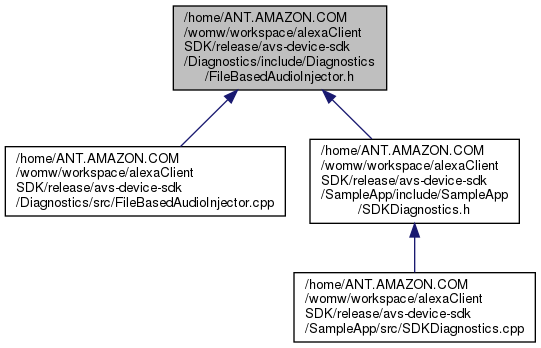 /home/ANT.AMAZON.COM
/womw/workspace/alexaClient
SDK/release/avs-device-sdk
/Diagnostics/include/Diagnostics
/FileBasedAudioInjector.h
/home/ANT.AMAZON.COM
/womw/workspace/alexaClient
SDK/release/avs-device-sdk
/Diagnostics/src/FileBasedAudioInjector.cpp
/home/ANT.AMAZON.COM
/womw/workspace/alexaClient
SDK/release/avs-device-sdk
/SampleApp/include/SampleApp
/SDKDiagnostics.h
/home/ANT.AMAZON.COM
/womw/workspace/alexaClient
SDK/release/avs-device-sdk
/SampleApp/src/SDKDiagnostics.cpp